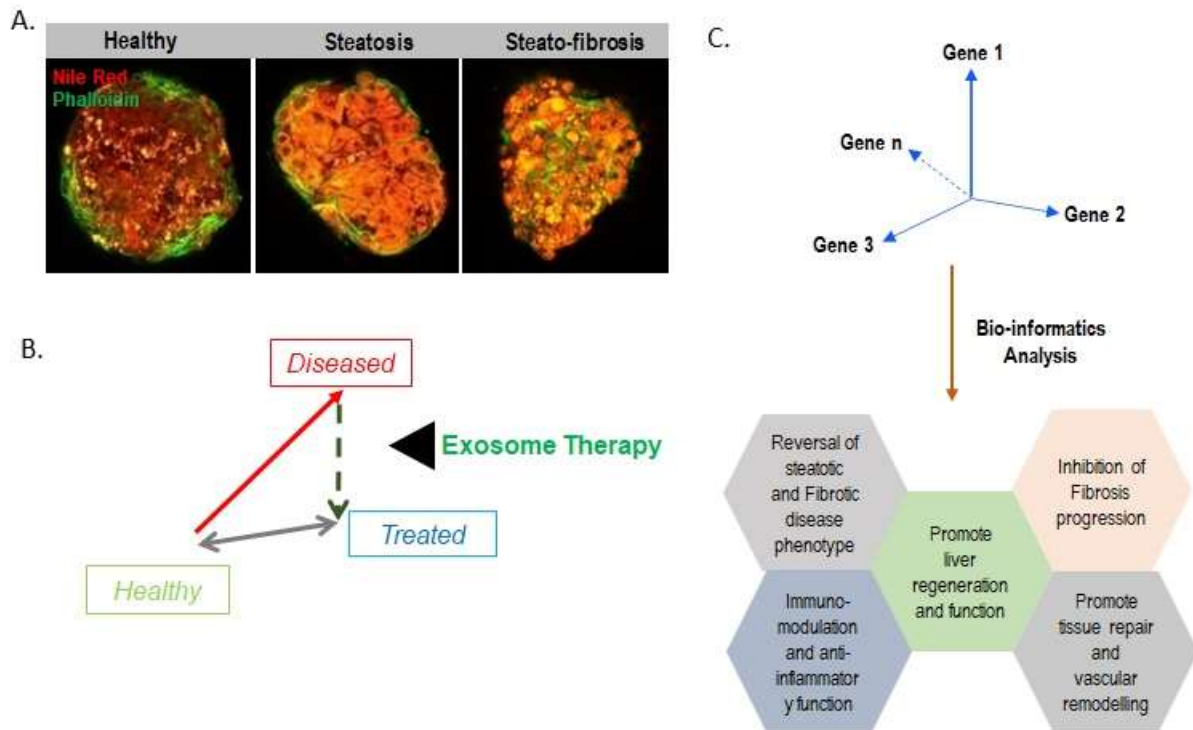 A.
Healthy
Steatosis
Steato-fibrosis
Nile Red
Phalloidin
B.
Diseased
Exosome Therapy
Treated
Healthy
C.
Gene 1
Gene n
Gene 2
Gene 3
Bio-informatics
Analysis
Reversal of
steatotic
and Fibrotic
disease
phenotype
Inhibition of
Fibrosis
progression
Promote
liver
regeneration
and function
Immuno-
modulation
and anti-
inflammator
y function
Promote
tissue repair
and
vascular
remodelling